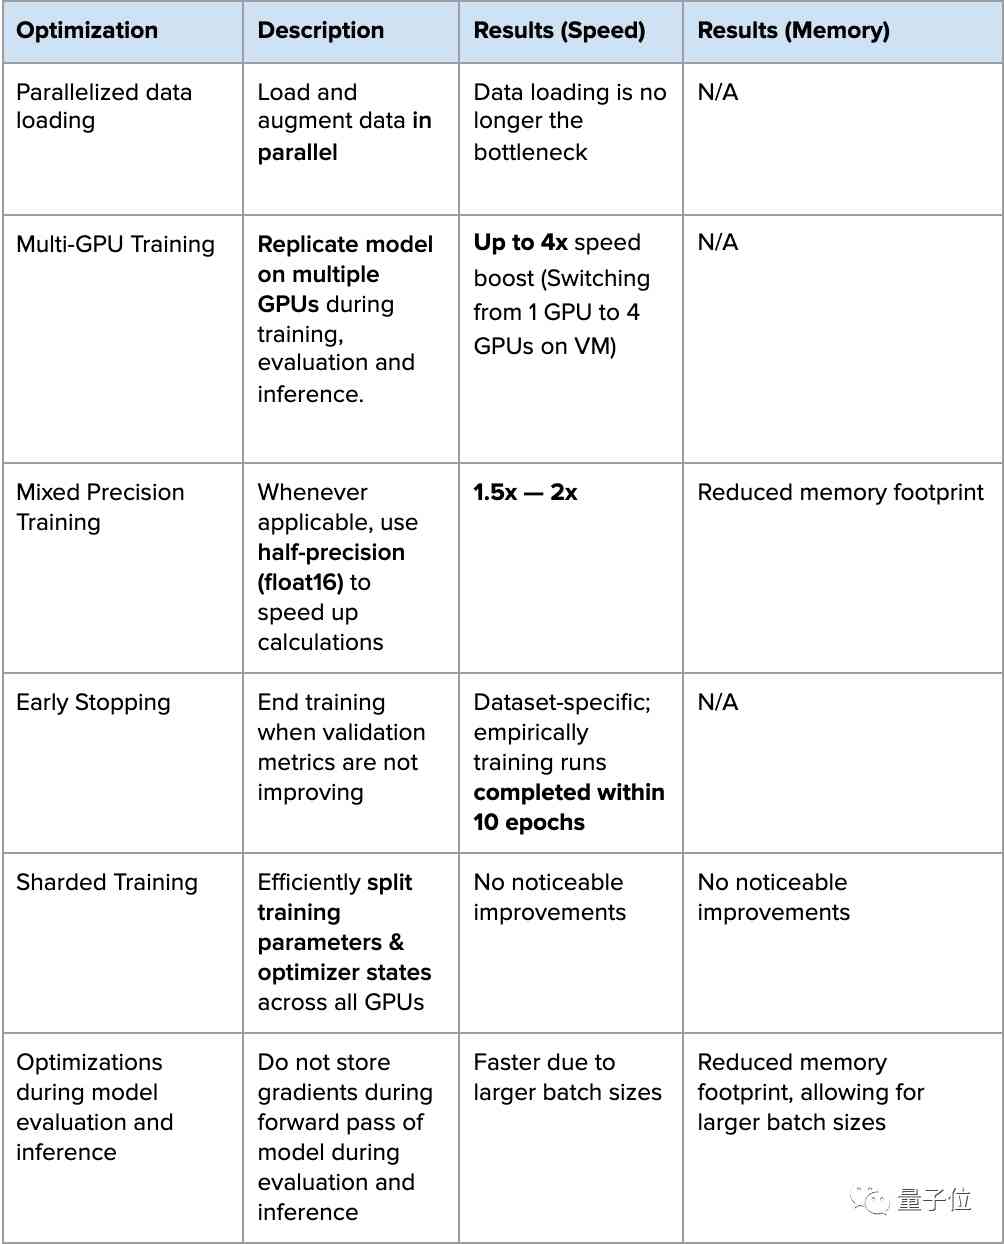 Optimization
Description
Results (Speed)
Results (Memory)
Parallelized data
loading
Load and
augment data in
parallel
Data loading is no
longer the
bottleneck
N/A
Multi-GPU Training
Replicate model
on multiple
GPUs during
training,
evaluation and
inference.
Up to 4x speed
boost (Switching
from 1 GPU to 4
GPUs on VM)
N/A
Mixed Precision
Training
Whenever
applicable, use
half-precision
(float16) to
speed up
calculations
1.5x — 2x
Reduced memory footprint
Early Stopping
End training
when validation
metrics are not
improving
Dataset-specific;
empirically
training runs
completed within
10 epochs
N/A
Sharded Training
Efficiently split
training
parameters &
optimizer states
across all GPUs
No noticeable
improvements
No noticeable
improvements
Optimizations
during model
evaluation and
inference
Do not store
gradients during
forward pass of
model during
evaluation and
inference
Faster due to
larger batch sizes
Reduced memory
footprint, allowing for
larger batch sizes
量子位